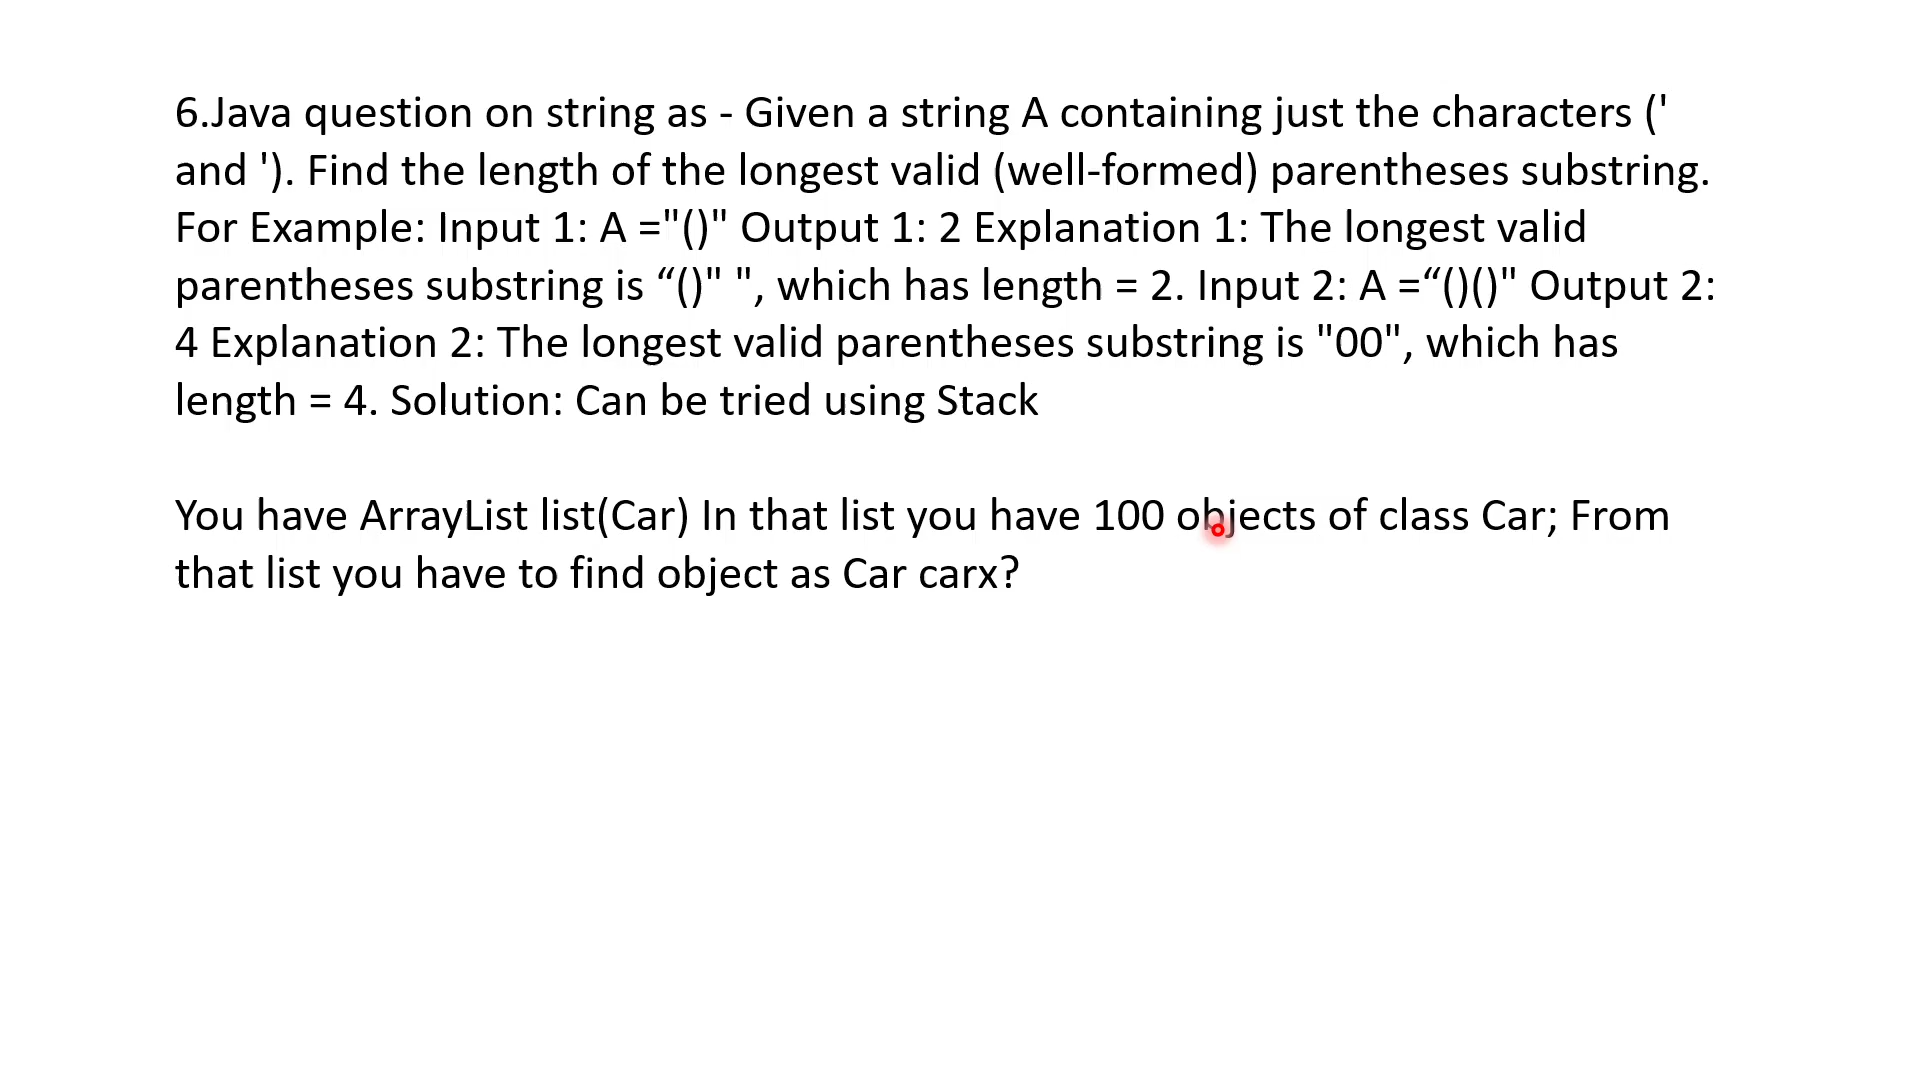 6.Java question on string as - Given a string A containing just the characters ('
and '). Find the length of the longest valid (well-formed) parentheses substring.
For Example: Input 1: A ="()" Output 1: 2 Explanation 1: The longest valid
parentheses substring is “()" ", which has length = 2. Input 2: A =“()()" Output 2:
4 Explanation 2: The longest valid parentheses substring is "00", which has
length = 4. Solution: Can be tried using Stack
You have ArrayList list(Car) In that list you have 100 objects of class Car; From
that list you have to find object as Car carx?